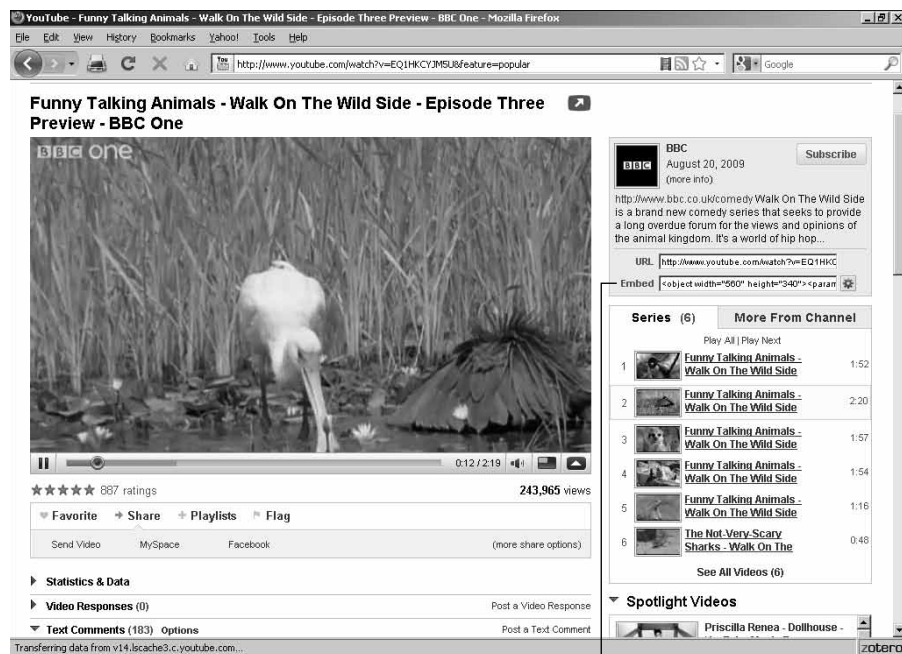 YouTube - Funny Talking Animals - Walk On The Wild Side - Episode Three Preview - BBC One - Mozilla Firefox
File Edit View History Bookmarks Yahoo! Tools Help
http://www.youtube.com/watch?v=EQ1HKCYJM5U&feature=popular
Google
Funny Talking Animals - Walk On The Wild Side - Episode Three
Preview - BBC One
BBC one
0:12 / 2:19
887 ratings
243,965 views
Favorite Share Playlists Flag
Send Video MySpace Facebook (more share options)
Statistics & Data
Video Responses (0) Post a Video Response
Text Comments (183) Options Post a Text Comment
BBC
BBC
August 20, 2009
(more info)
Subscribe
http://www.bbc.co.uk/comedy Walk On The Wild Side
is a brand new comedy series that seeks to provide
a long overdue forum for the views and opinions of
the animal kingdom. It's a world of hip hop...
URL http://www.youtube.com/watch?v=EQ1HKC
Embed <object width="560" height="340"><param
Series (6) More From Channel
Play All | Play Next
1 Funny Talking Animals -
Walk On The Wild Side 1:52
2 Funny Talking Animals -
Walk On The Wild Side 2:20
3 Funny Talking Animals -
Walk On The Wild Side 1:57
4 Funny Talking Animals -
Walk On The Wild Side 1:54
5 Funny Talking Animals -
Walk On The Wild Side 1:16
6 The Not-Very-Scary
Sharks - Walk On The 0:48
See All Videos (6)
Spotlight Videos
Priscilla Renea - Dollhouse -
Transferring data from v14.lscache3.c.youtube.com...
zotero